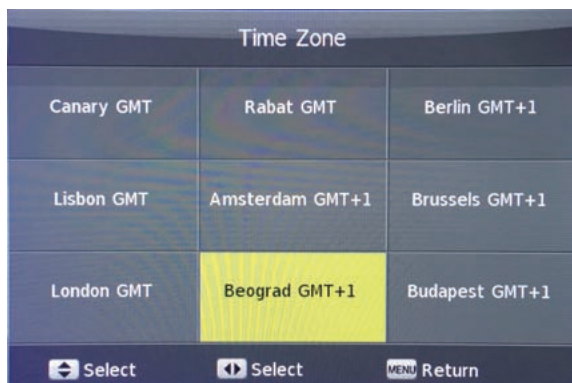 Time Zone
Canary GMT
Rabat GMT
Berlin GMT+1
Lisbon GMT
Amsterdam GMT+1
Brussels GMT+1
London GMT
Beograd GMT+1
Budapest GMT+1
Select
Select
MENU Return